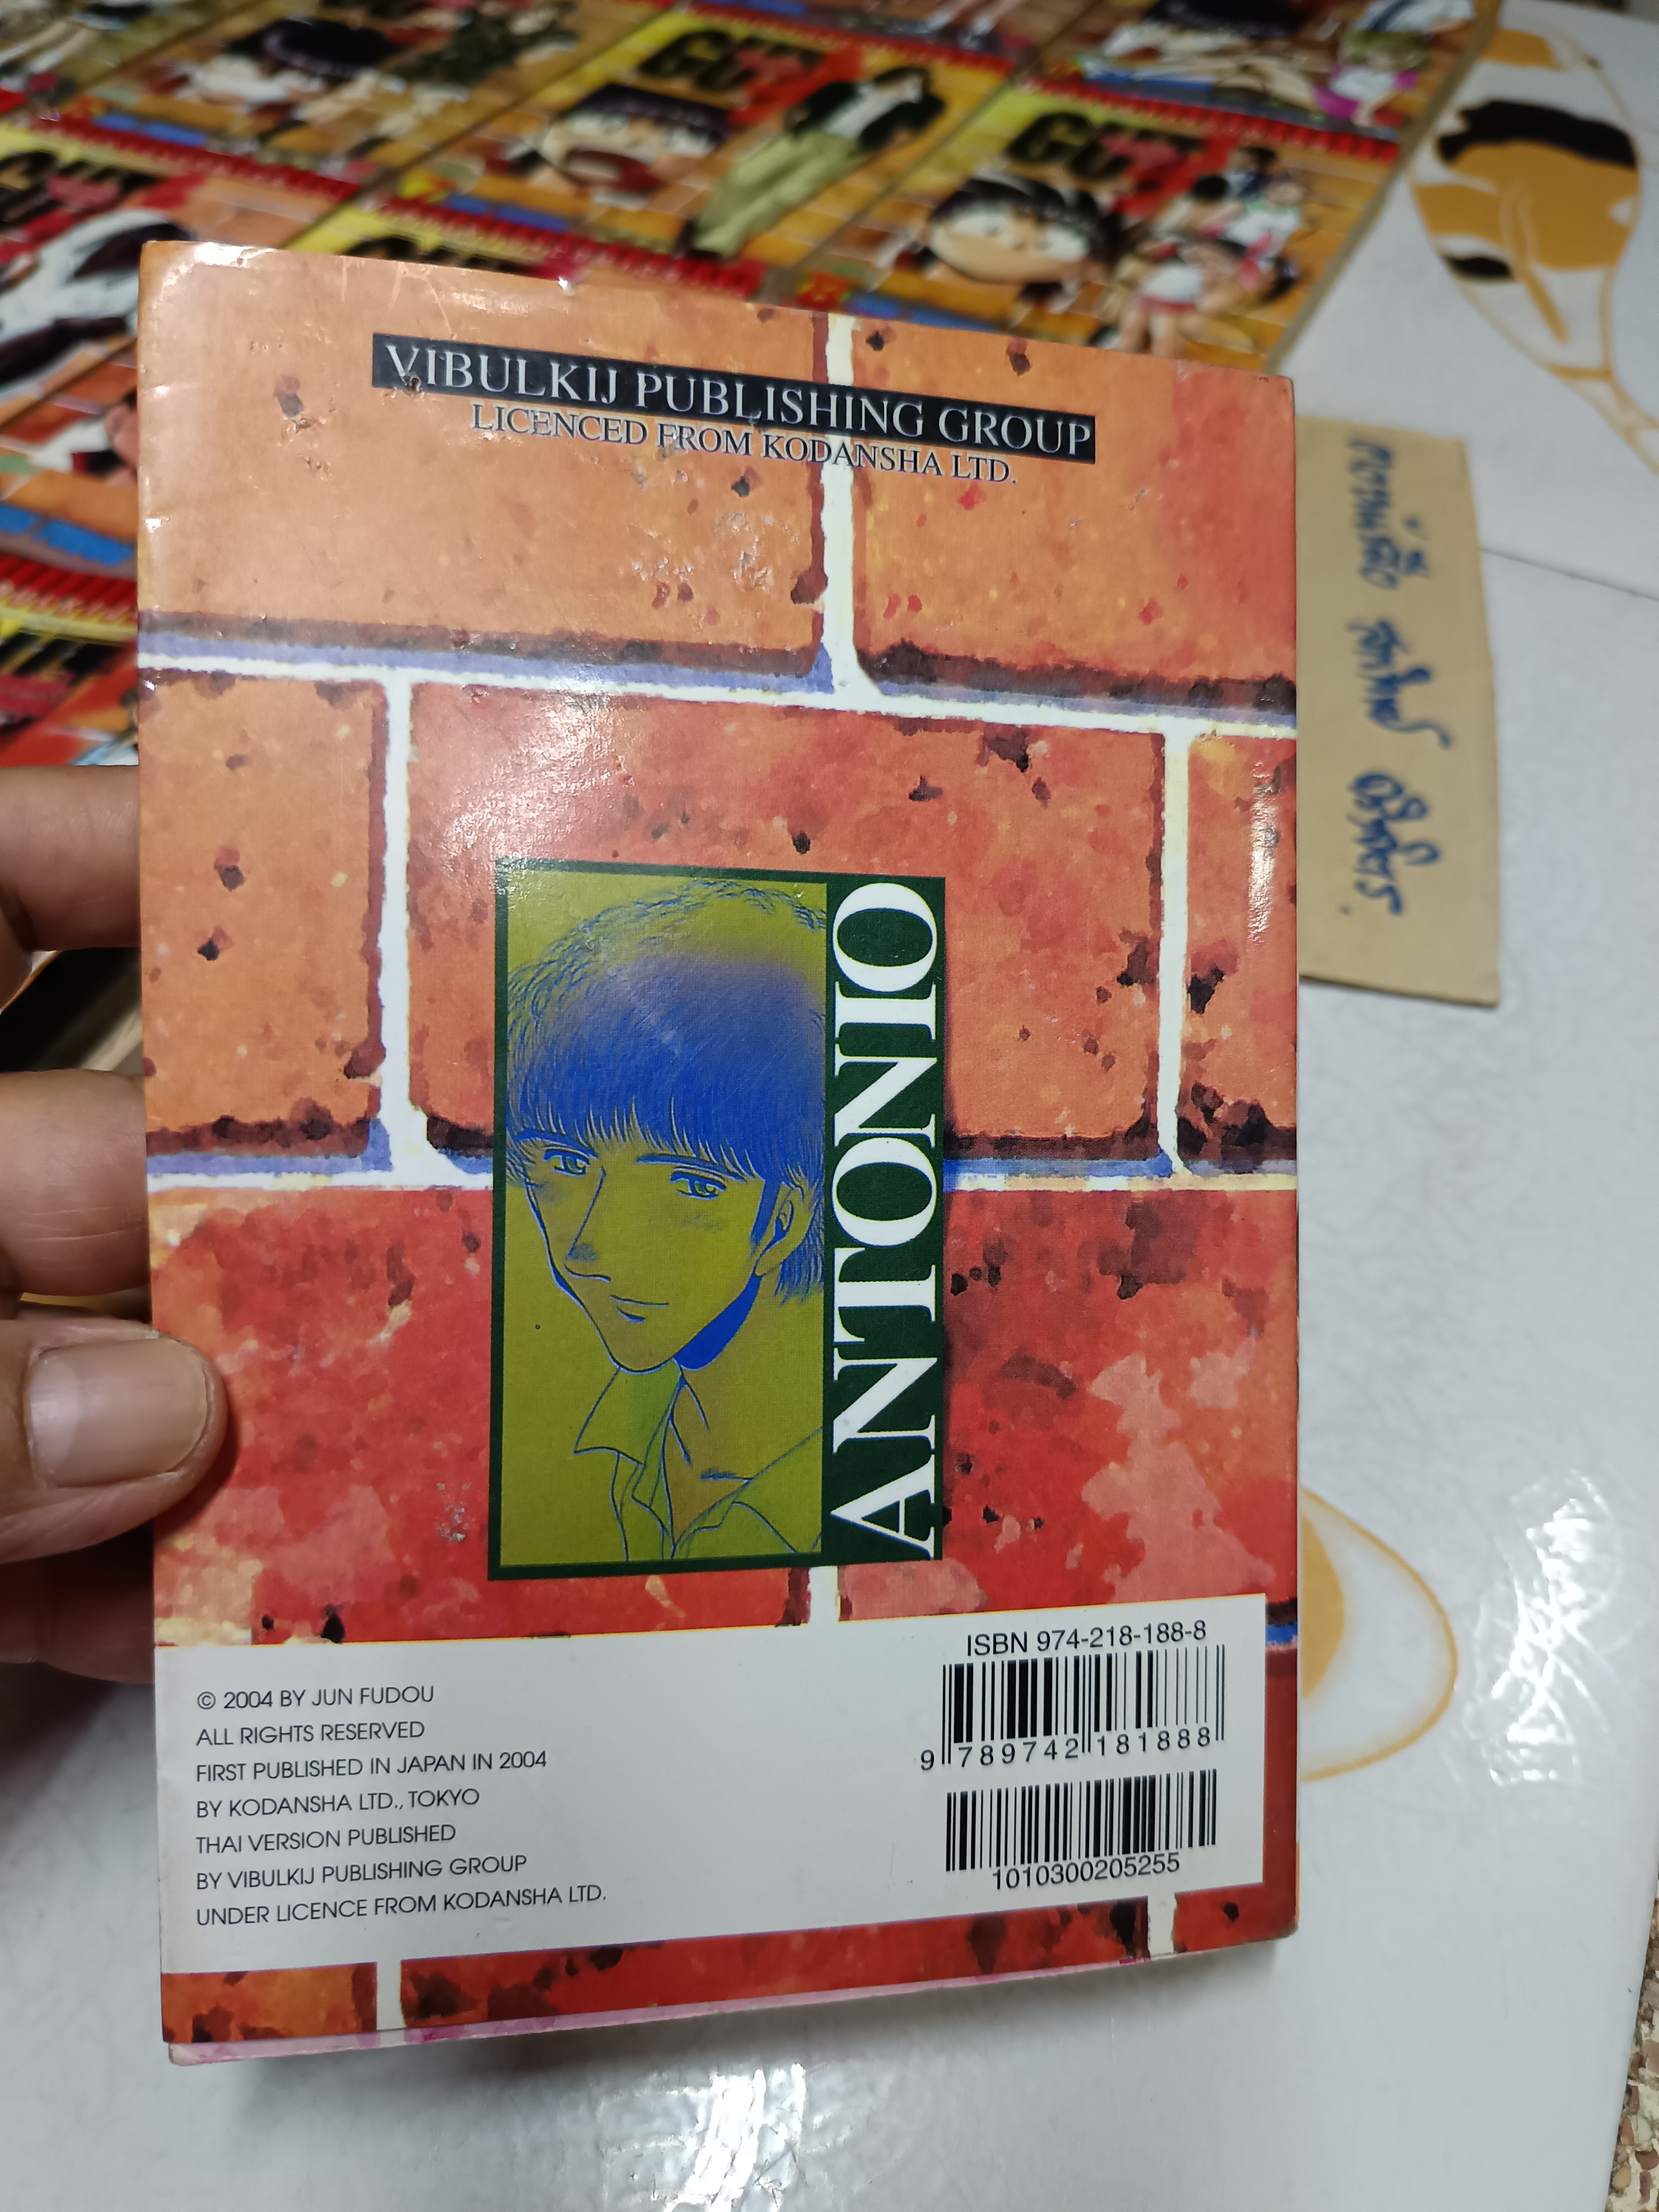 VIBULKIJ PUBLISHING GROUP
LICENCED FROM KODANSHA LTD.
ANTONIO
ISBN 974-218-188-8
9 789742 181888
1010300205255
© 2004 BY JUN FUDOU
ALL RIGHTS RESERVED
FIRST PUBLISHED IN JAPAN IN 2004
BY KODANSHA LTD., TOKYO
THAI VERSION PUBLISHED
BY VIBULKIJ PUBLISHING GROUP
UNDER LICENCE FROM KODANSHA LTD.